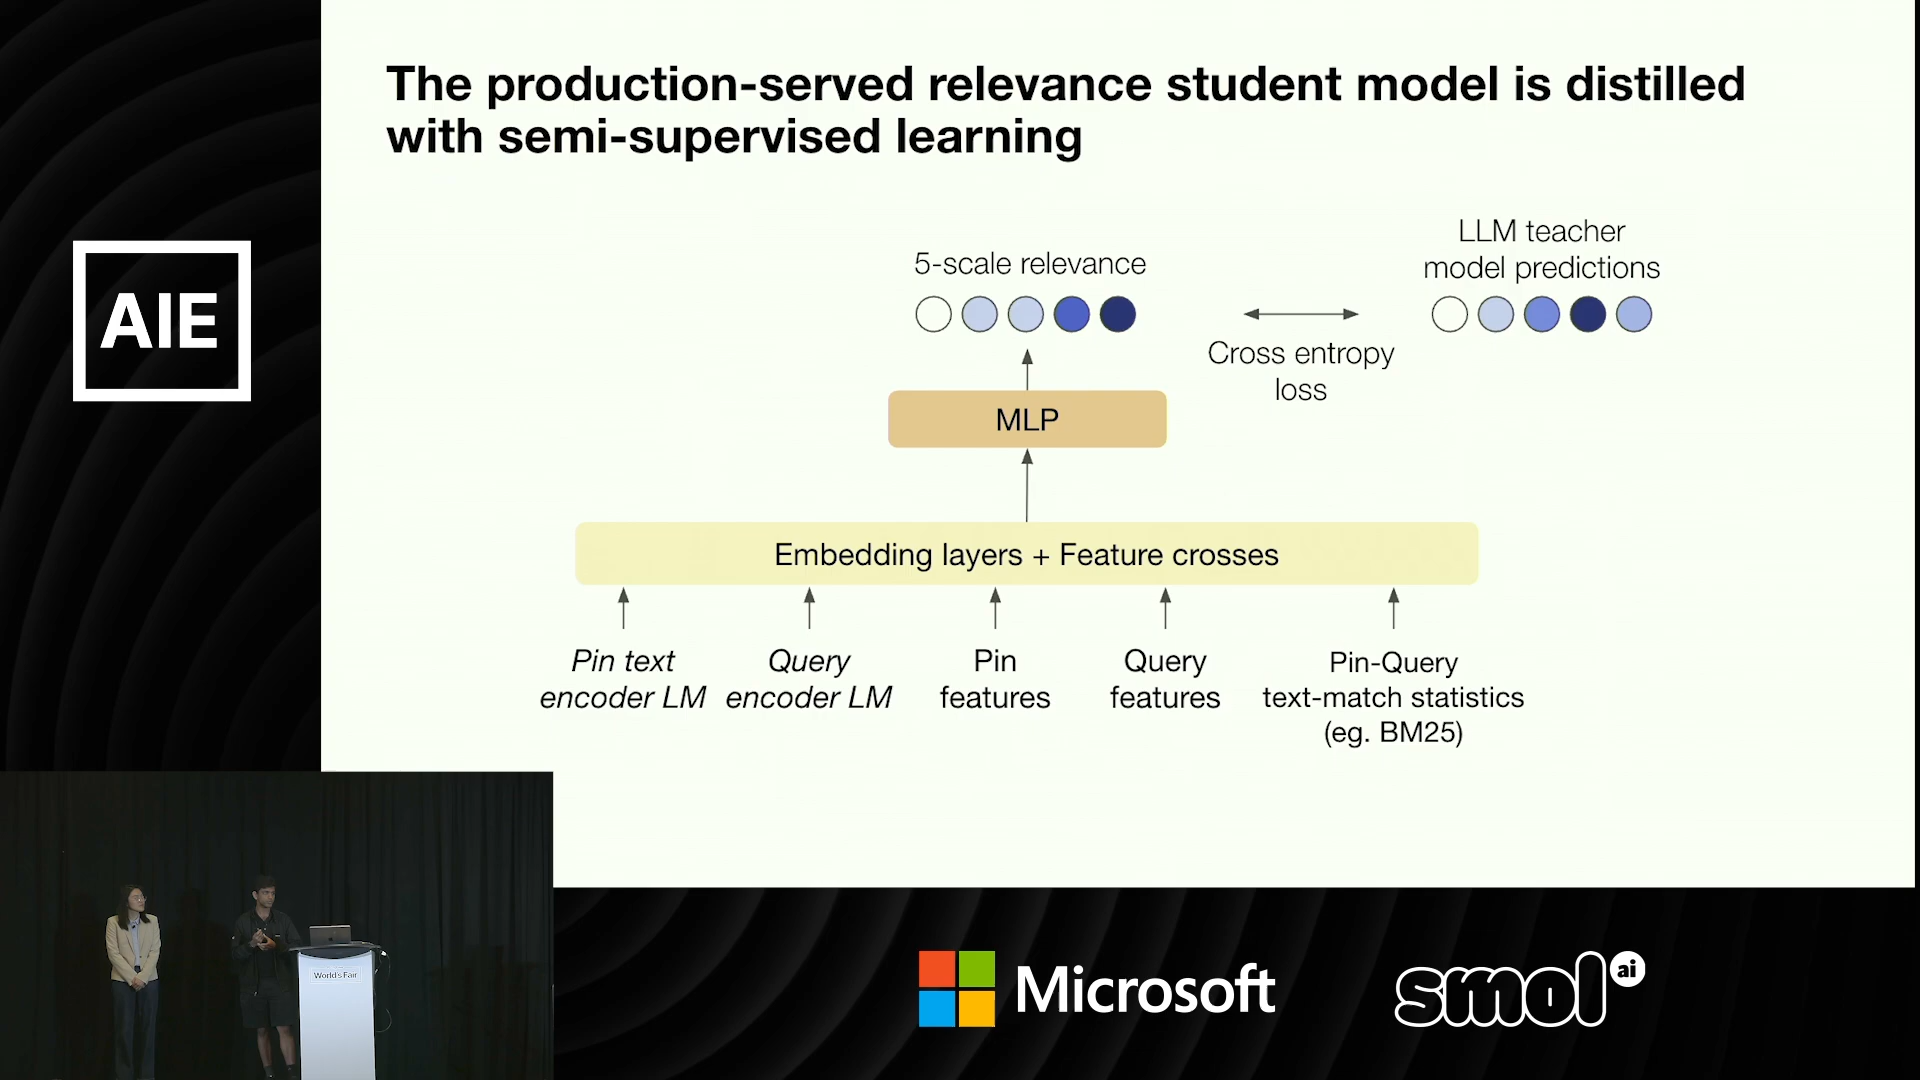 The production-served relevance student model is distilled
with semi-supervised learning
AIE
5-scale relevance
LLM teacher
model predictions
Cross entropy
loss
MLP
Embedding layers + Feature crosses
Pin text
encoder LM
Query
encoder LM
Pin
features
Query
features
Pin-Query
text-match statistics
(eg. BM25)
World's Fair
Microsoft
smol ai